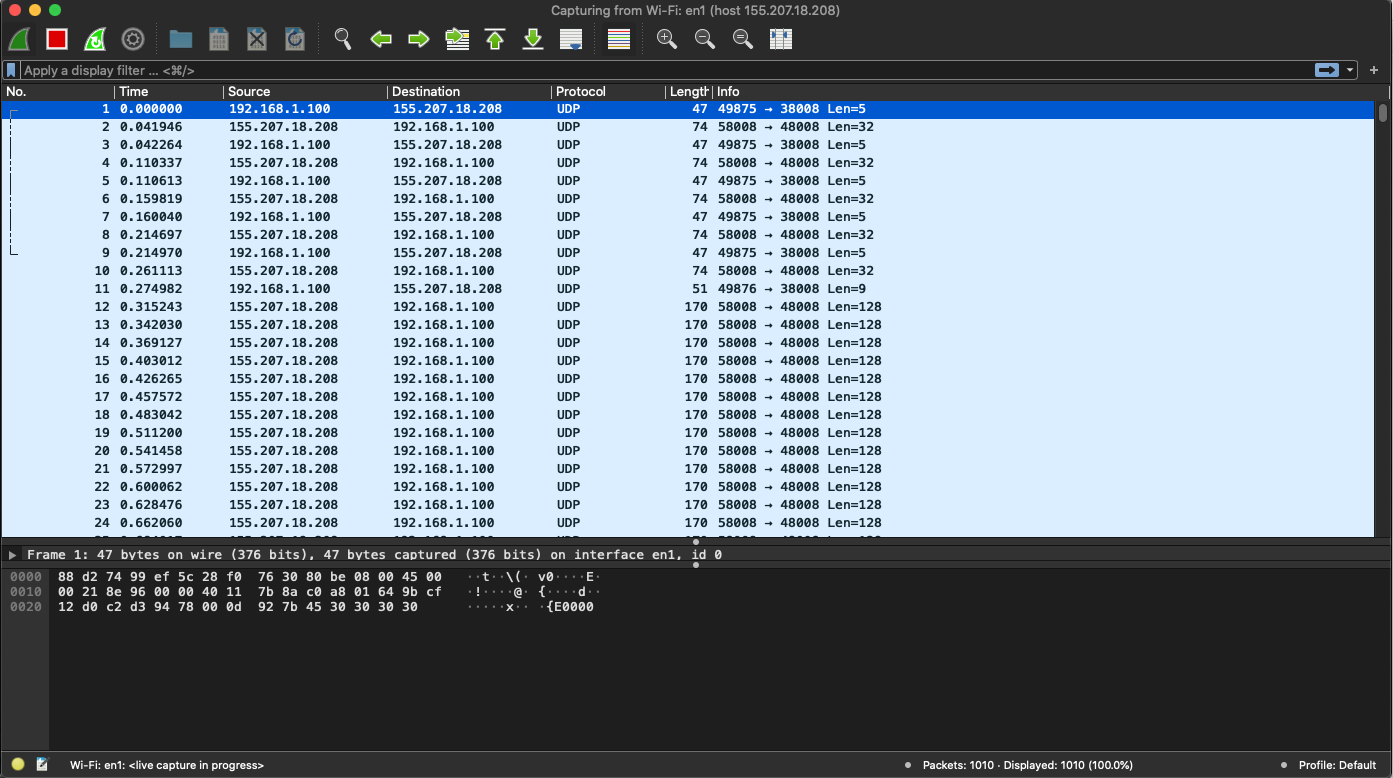 Capturing from Wi-Fi: en1 (host 155.207.18.208)
Apply a display filter ... <⌘/>
No. Time Source Destination Protocol Length Info
1 0.000000 192.168.1.100 155.207.18.208 UDP 47 49875 → 38008 Len=5
2 0.041946 155.207.18.208 192.168.1.100 UDP 74 58008 → 48008 Len=32
3 0.042264 192.168.1.100 155.207.18.208 UDP 47 49875 → 38008 Len=5
4 0.110337 155.207.18.208 192.168.1.100 UDP 74 58008 → 48008 Len=32
5 0.110613 192.168.1.100 155.207.18.208 UDP 47 49875 → 38008 Len=5
6 0.159819 155.207.18.208 192.168.1.100 UDP 74 58008 → 48008 Len=32
7 0.160040 192.168.1.100 155.207.18.208 UDP 47 49875 → 38008 Len=5
8 0.214697 155.207.18.208 192.168.1.100 UDP 74 58008 → 48008 Len=32
9 0.214970 192.168.1.100 155.207.18.208 UDP 47 49875 → 38008 Len=5
10 0.261113 155.207.18.208 192.168.1.100 UDP 74 58008 → 48008 Len=32
11 0.274982 192.168.1.100 155.207.18.208 UDP 51 49876 → 38008 Len=9
12 0.315243 155.207.18.208 192.168.1.100 UDP 170 58008 → 48008 Len=128
13 0.342030 155.207.18.208 192.168.1.100 UDP 170 58008 → 48008 Len=128
14 0.369127 155.207.18.208 192.168.1.100 UDP 170 58008 → 48008 Len=128
15 0.403012 155.207.18.208 192.168.1.100 UDP 170 58008 → 48008 Len=128
16 0.426265 155.207.18.208 192.168.1.100 UDP 170 58008 → 48008 Len=128
17 0.457572 155.207.18.208 192.168.1.100 UDP 170 58008 → 48008 Len=128
18 0.483042 155.207.18.208 192.168.1.100 UDP 170 58008 → 48008 Len=128
19 0.511200 155.207.18.208 192.168.1.100 UDP 170 58008 → 48008 Len=128
20 0.541458 155.207.18.208 192.168.1.100 UDP 170 58008 → 48008 Len=128
21 0.572997 155.207.18.208 192.168.1.100 UDP 170 58008 → 48008 Len=128
22 0.600062 155.207.18.208 192.168.1.100 UDP 170 58008 → 48008 Len=128
23 0.628476 155.207.18.208 192.168.1.100 UDP 170 58008 → 48008 Len=128
24 0.662060 155.207.18.208 192.168.1.100 UDP 170 58008 → 48008 Len=128
Frame 1: 47 bytes on wire (376 bits), 47 bytes captured (376 bits) on interface en1, id 0
0000 88 d2 74 99 ef 5c 28 f0 76 30 80 be 08 00 45 00 ··t··\(· v0····E·
0010 00 21 8e 96 00 00 40 11 7b 8a c0 a8 01 64 9b cf ·!····@· {····d··
0020 12 d0 c2 d3 94 78 00 0d 92 7b 45 30 30 30 30 ·····x·· ·{E0000
Wi-Fi: en1: <live capture in progress>
Packets: 1010 · Displayed: 1010 (100.0%)
Profile: Default